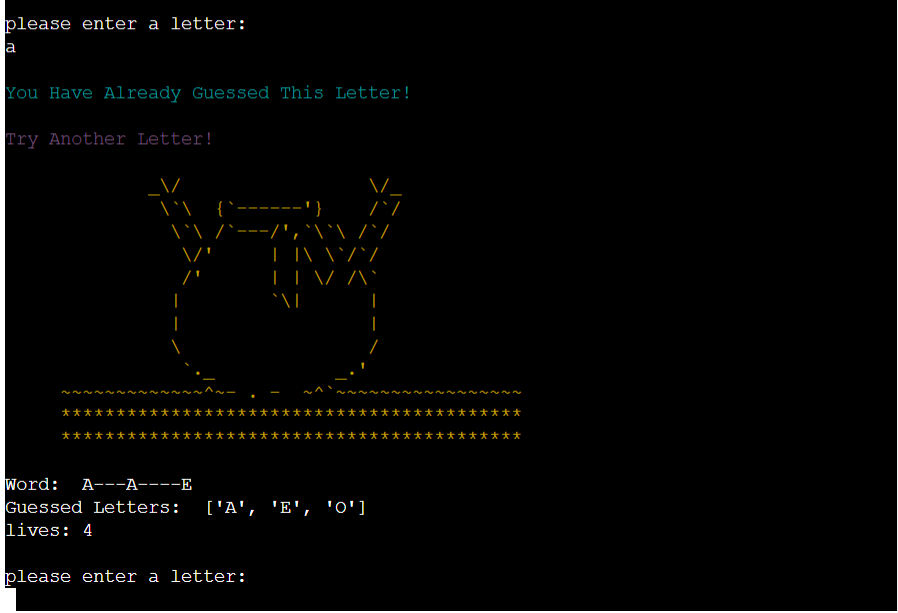 please enter a letter:
a
You Have Already Guessed This Letter!
Try Another Letter!
Word:  A---A----E
Guessed Letters:  ['A', 'E', 'O']
lives: 4
please enter a letter: